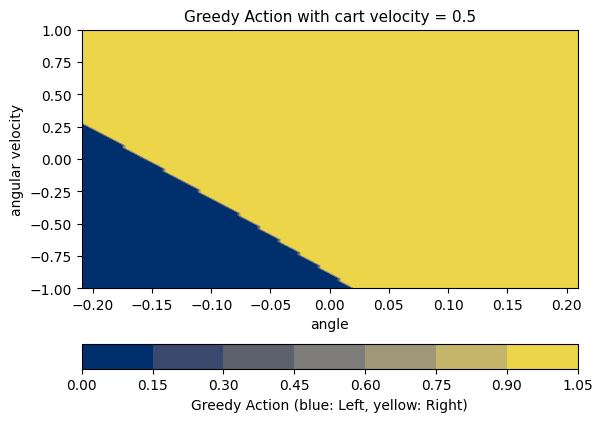 Greedy Action with cart velocity = 0.5
1.00
0.75
0.50
0.25
0.00
−0.25
−0.50
−0.75
−1.00
angular velocity
−0.20 −0.15 −0.10 −0.05 0.00 0.05 0.10 0.15 0.20
angle
0.00 0.15 0.30 0.45 0.60 0.75 0.90 1.05
Greedy Action (blue: Left, yellow: Right)